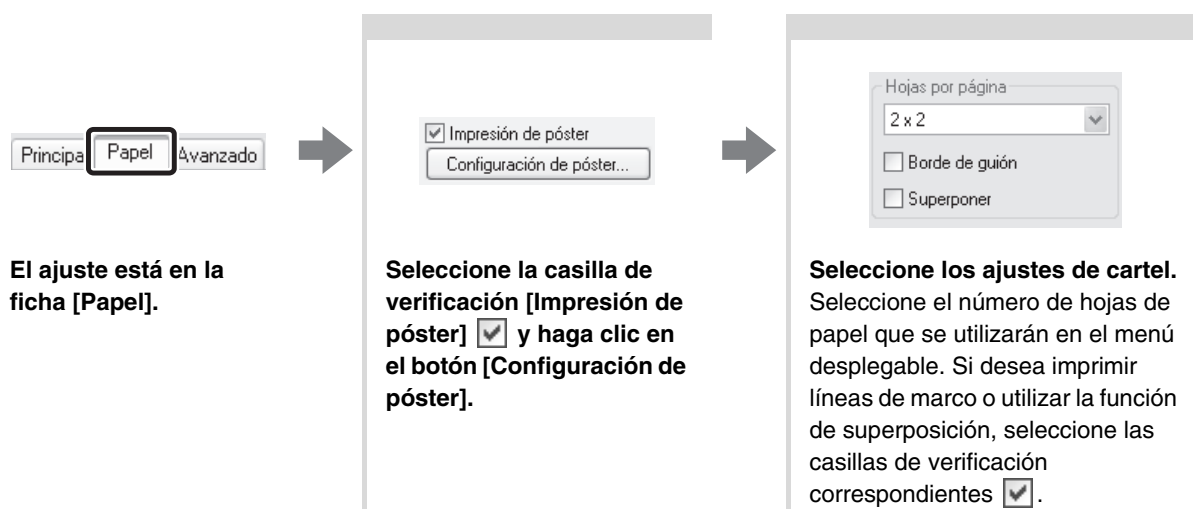 Principa Papel Avanzado
El ajuste está en la
ficha [Papel].
Impresión de póster
Configuración de póster...
Seleccione la casilla de
verificación [Impresión de
póster] y haga clic en
el botón [Configuración de
póster].
Hojas por página
2 x 2
Borde de guión
Superponer
Seleccione los ajustes de cartel.
Seleccione el número de hojas de
papel que se utilizarán en el menú
desplegable. Si desea imprimir
líneas de marco o utilizar la función
de superposición, seleccione las
casillas de verificación
correspondientes .